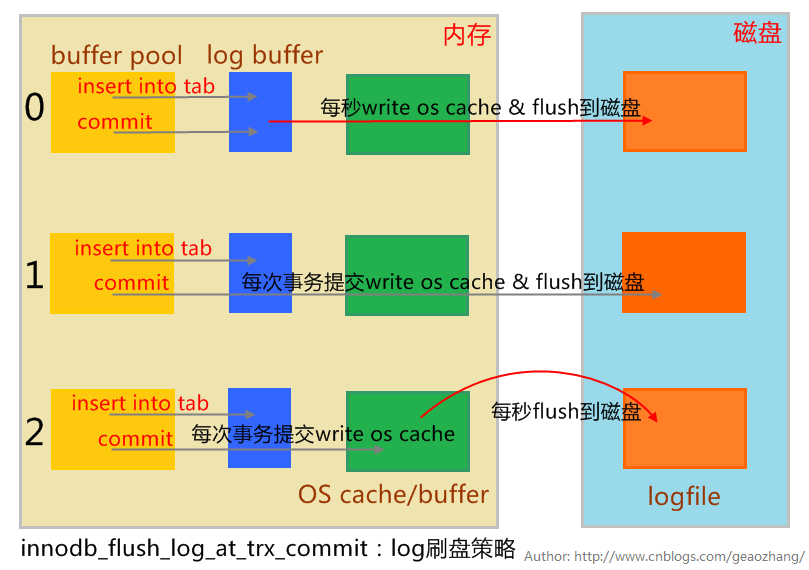 内存
磁盘
buffer pool
log buffer
0
insert into tab
commit
每秒write os cache & flush到磁盘
1
insert into tab
commit
每次事务提交write os cache & flush到磁盘
2
insert into tab
commit
每次事务提交write os cache
每秒flush到磁盘
OS cache/buffer
logfile
innodb_flush_log_at_trx_commit：log刷盘策略
Author: http://www.cnblogs.com/geaozhang/